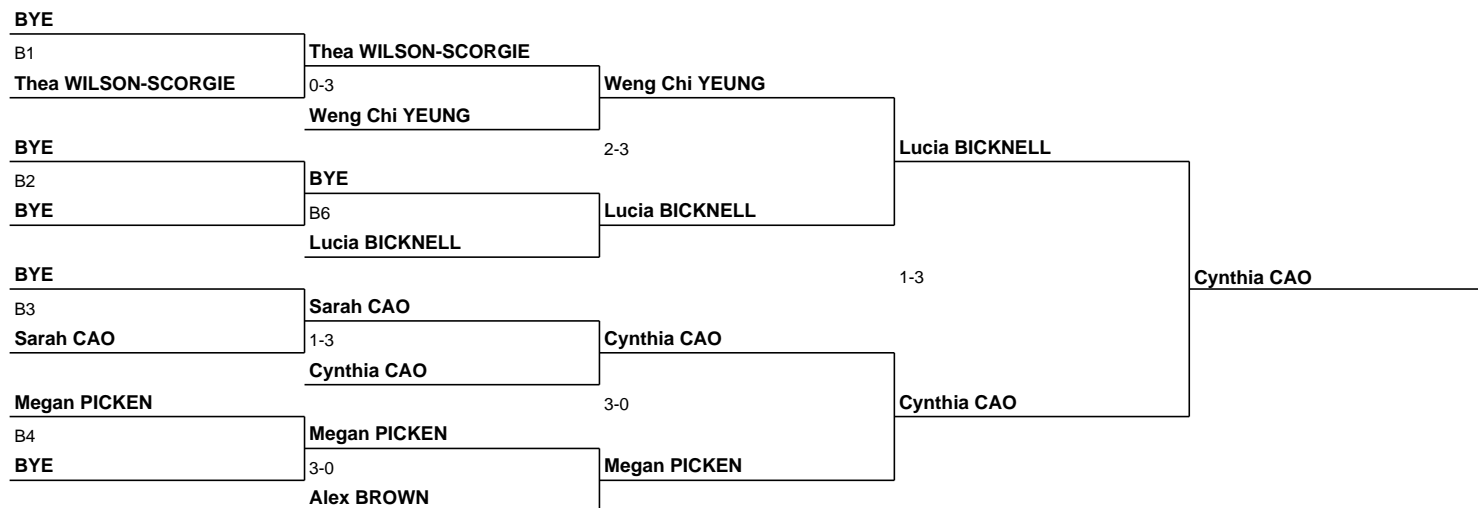 BYE
B1
Thea WILSON-SCORGIE
Thea WILSON-SCORGIE
0-3
Weng Chi YEUNG
Weng Chi YEUNG
BYE
B2
BYE
BYE
B6
Lucia BICKNELL
2-3
Lucia BICKNELL
Lucia BICKNELL
BYE
B3
Sarah CAO
Sarah CAO
1-3
Cynthia CAO
Cynthia CAO
1-3
Cynthia CAO
Megan PICKEN
B4
BYE
Megan PICKEN
3-0
Alex BROWN
3-0
Megan PICKEN
Cynthia CAO